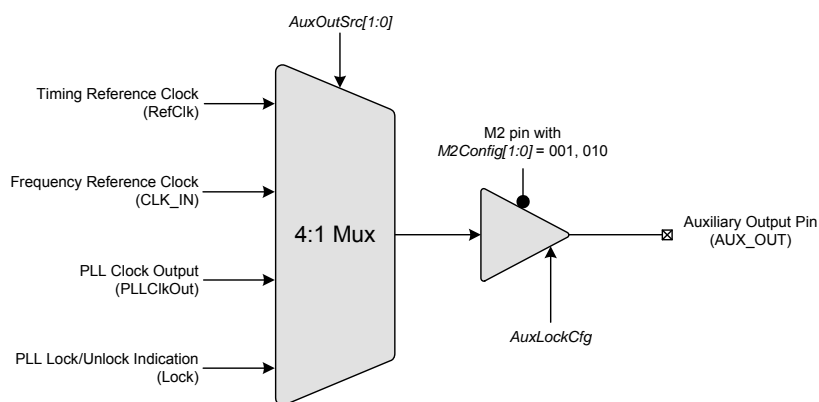 AuxOutSrc[1:0]
Timing Reference Clock
(RefClk)
M2 pin with
M2Config[1:0] = 001, 010
Frequency Reference Clock
(CLK_IN)
4:1 Mux
Auxiliary Output Pin
(AUX_OUT)
PLL Clock Output
(PLLClkOut)
AuxLockCfg
PLL Lock/Unlock Indication
(Lock)